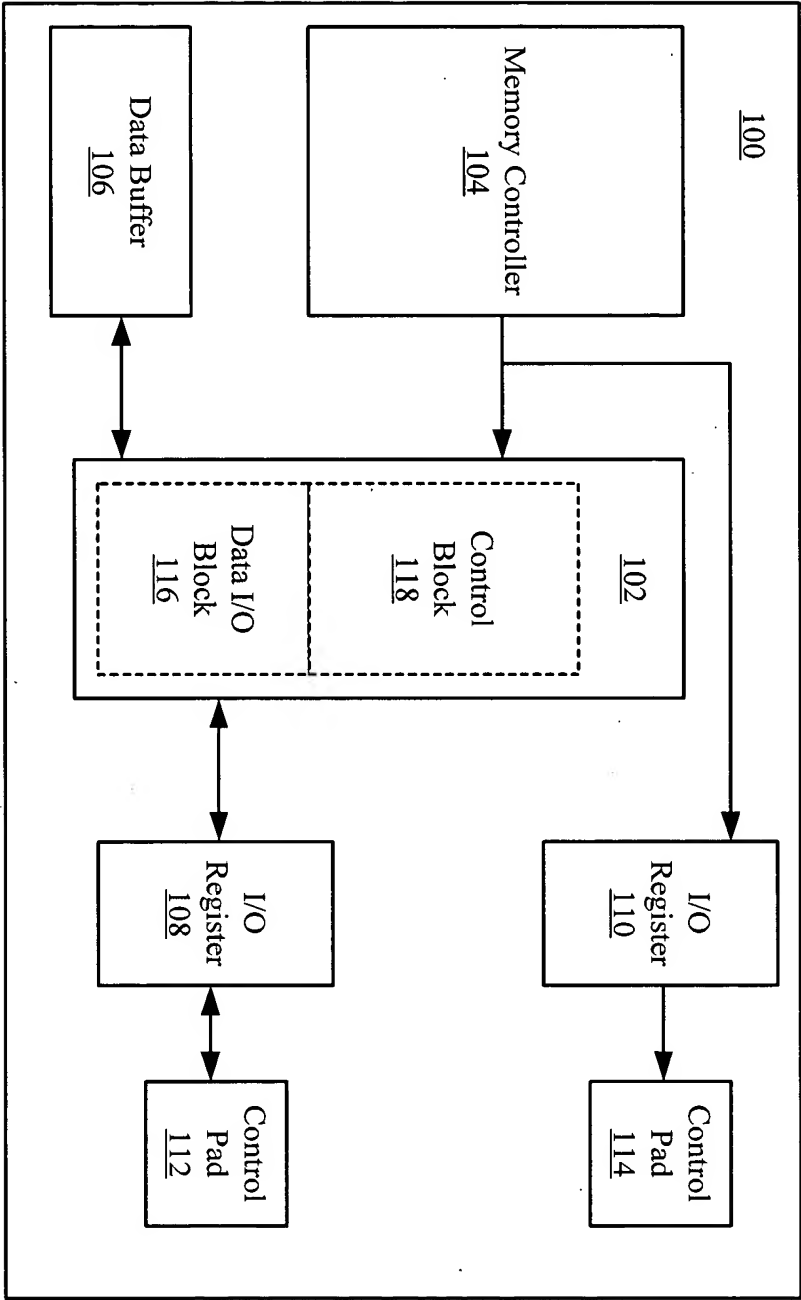 100
Memory Controller
104
Data Buffer
106
102
Control
Block
118
Data I/O
Block
116
I/O
Register
110
I/O
Register
108
Control
Pad
114
Control
Pad
112